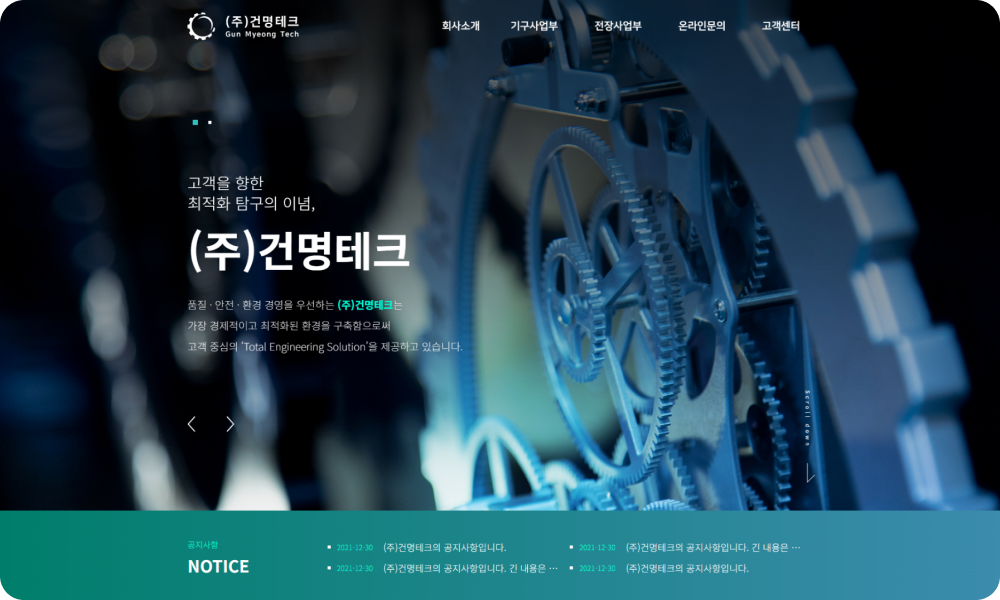 (주)건명테크
Gun Myeong Tech
회사소개 기구사업부 전장사업부 온라인문의 고객센터
고객을 향한
최적화 탐구의 이념,
(주)건명테크
품질 · 안전 · 환경 경영을 우선하는 (주)건명테크는
가장 경제적이고 최적화된 환경을 구축함으로써
고객 중심의 ‘Total Engineering Solution’을 제공하고 있습니다.
Scroll down
공지사항
NOTICE
2021-12-30 (주)건명테크의 공지사항입니다.
2021-12-30 (주)건명테크의 공지사항입니다. 긴 내용은 ···
2021-12-30 (주)건명테크의 공지사항입니다. 긴 내용은 ···
2021-12-30 (주)건명테크의 공지사항입니다.